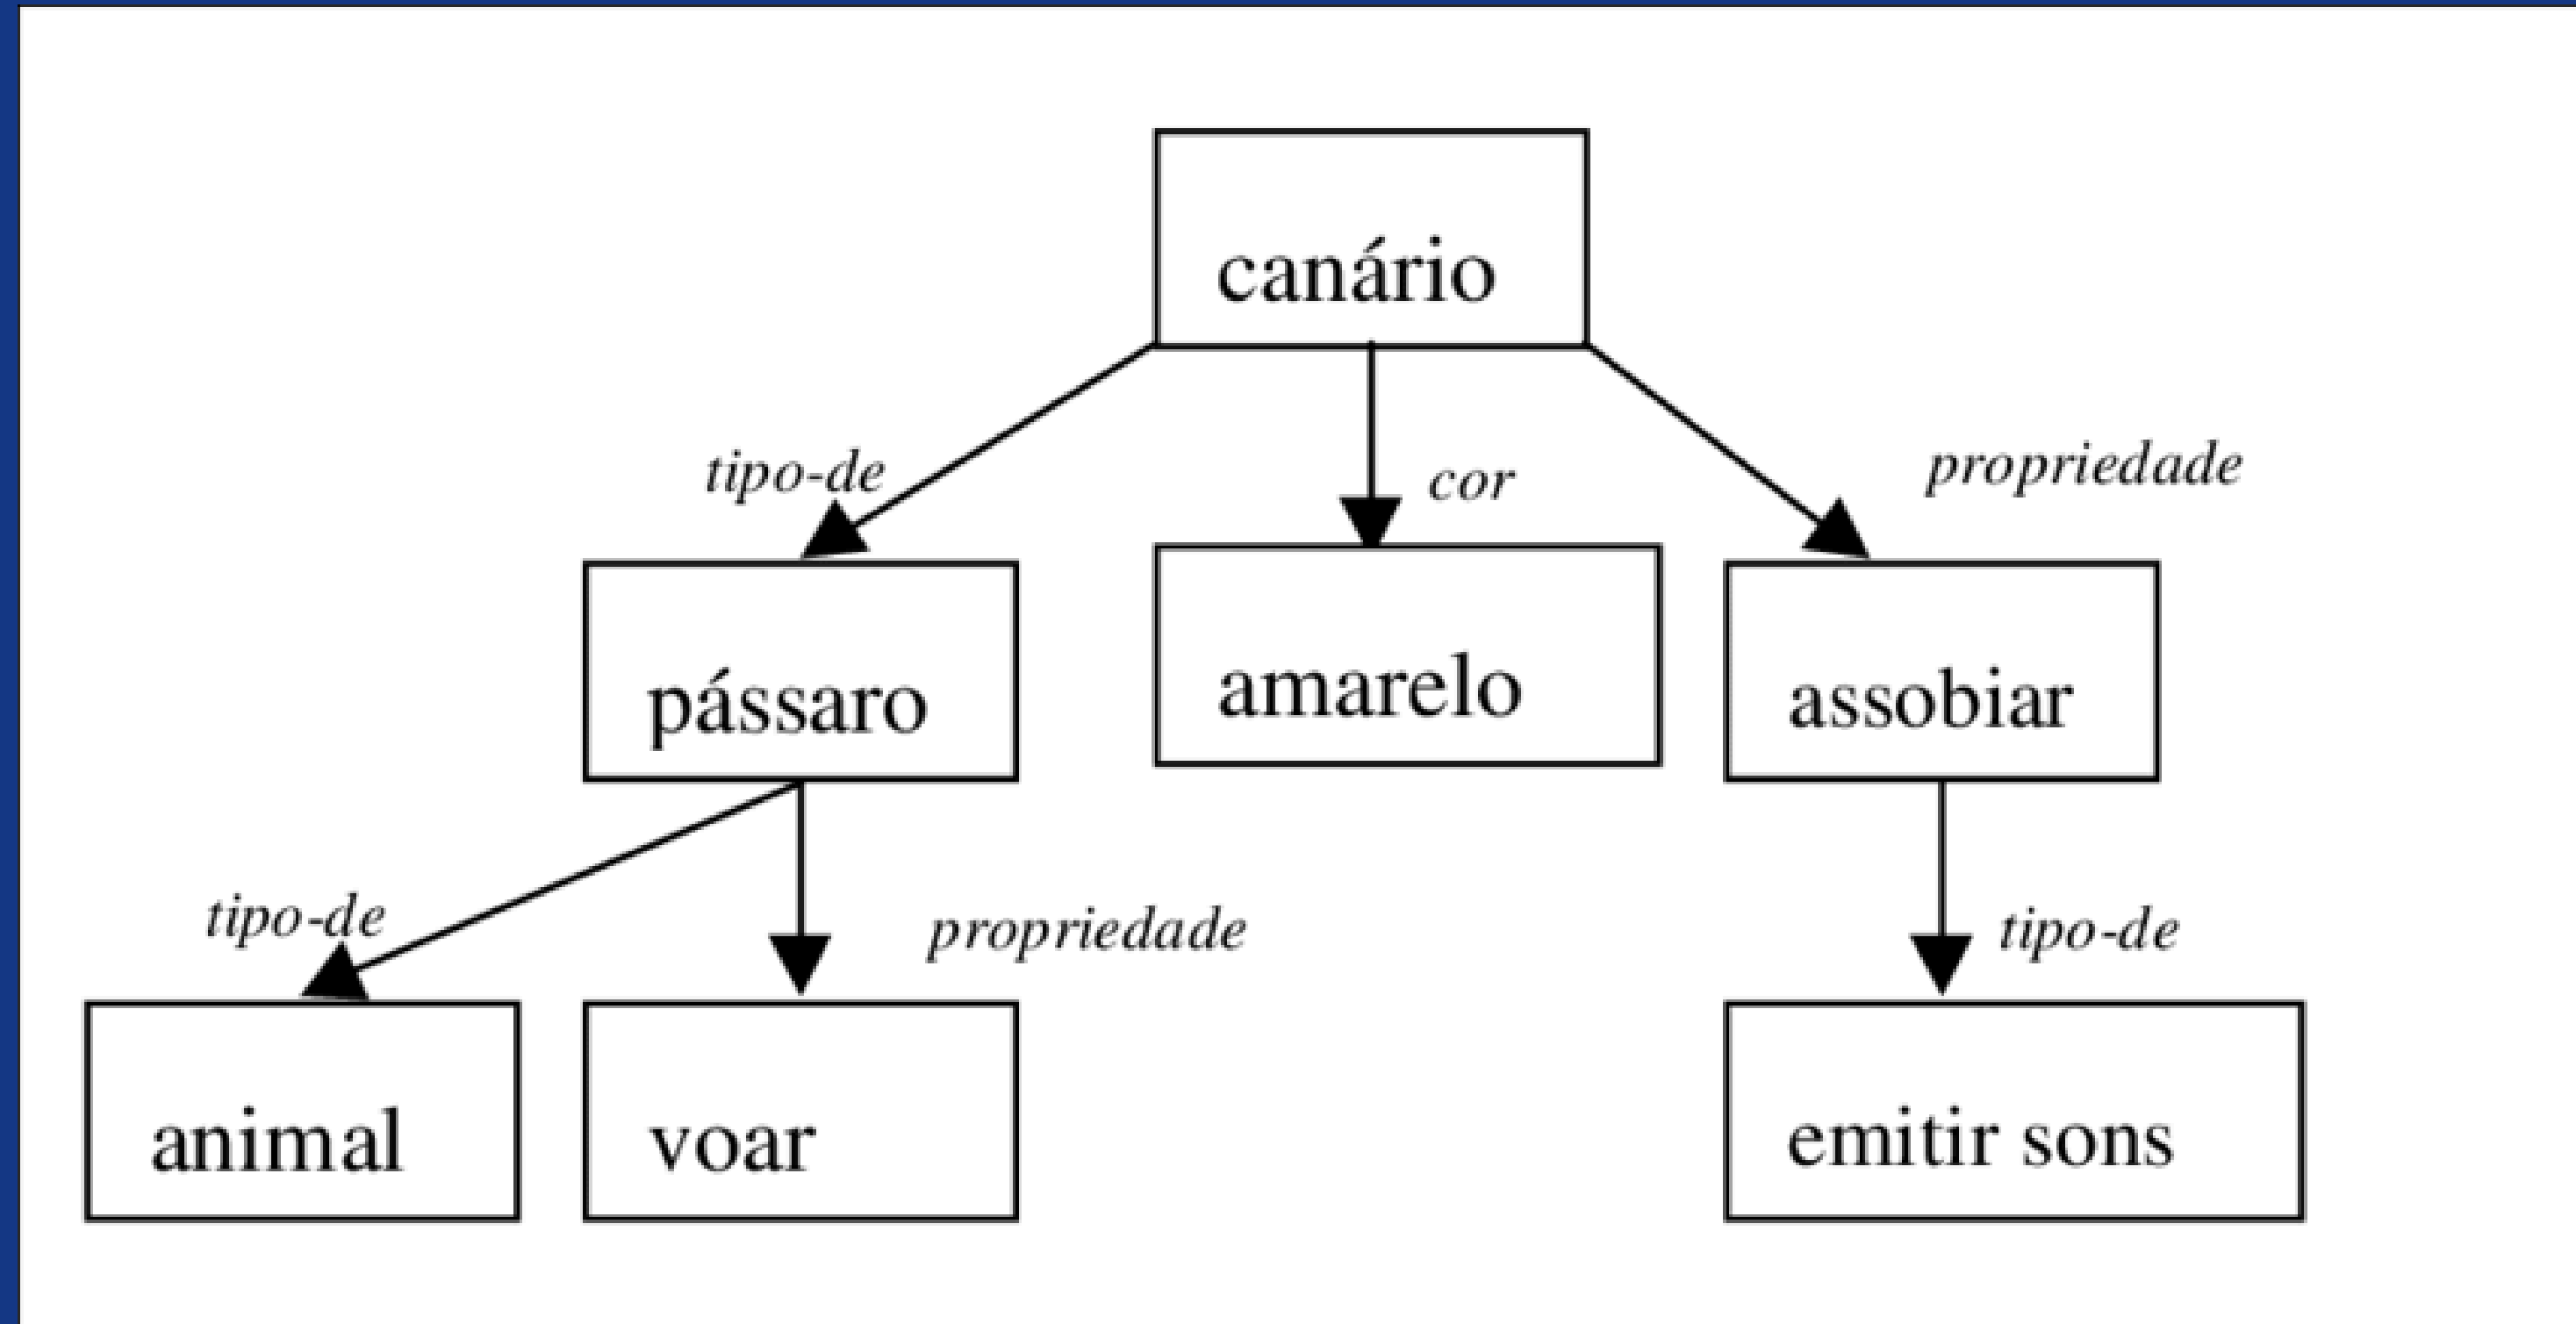 canário
tipo-de
cor
propriedade
pássaro
amarelo
assobiar
tipo-de
propriedade
tipo-de
animal
voar
emitir sons